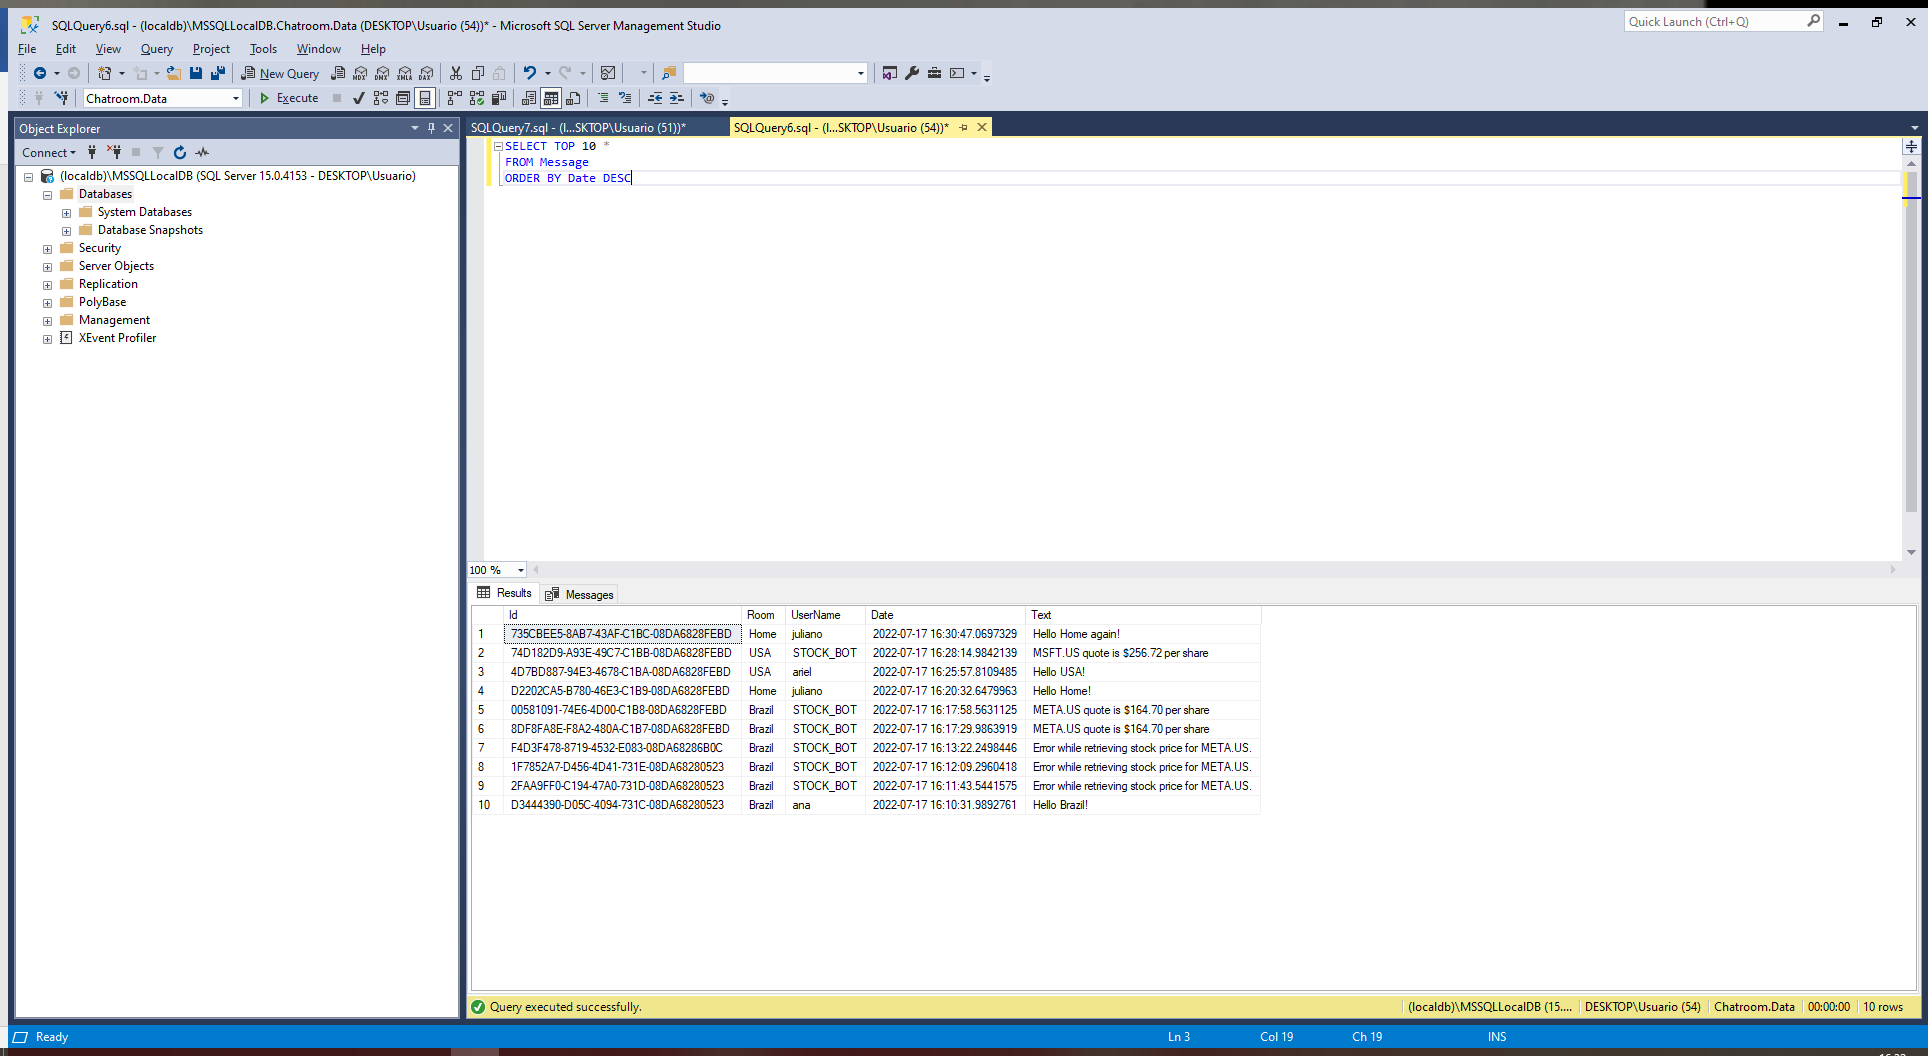 SQLQuery6.sql - (localdb)\MSSQLLocalDB.Chatroom.Data (DESKTOP\Usuario (54))* - Microsoft SQL Server Management Studio
Quick Launch (Ctrl+Q)
File Edit View Query Project Tools Window Help
New Query MDX DMX XMLA DAX
Chatroom.Data Execute
Object Explorer
SQLQuery7.sql - (l...SKTOP\Usuario (51))* SQLQuery6.sql - (l...SKTOP\Usuario (54))*
Connect
(localdb)\MSSQLLocalDB (SQL Server 15.0.4153 - DESKTOP\Usuario)
Databases
System Databases
Database Snapshots
Security
Server Objects
Replication
PolyBase
Management
XEvent Profiler
SELECT TOP 10 *
FROM Message
ORDER BY Date DESC
100 %
Results Messages
Id Room UserName Date Text
1 735CBEE5-8AB7-43AF-C1BC-08DA6828FEBD Home juliano 2022-07-17 16:30:47.0697329 Hello Home again!
2 74D182D9-A93E-49C7-C1BB-08DA6828FEBD USA STOCK_BOT 2022-07-17 16:28:14.9842139 MSFT.US quote is $256.72 per share
3 4D7BD887-94E3-4678-C1BA-08DA6828FEBD USA ariel 2022-07-17 16:25:57.8109485 Hello USA!
4 D2202CA5-B780-46E3-C1B9-08DA6828FEBD Home juliano 2022-07-17 16:20:32.6479963 Hello Home!
5 00581091-74E6-4D00-C1B8-08DA6828FEBD Brazil STOCK_BOT 2022-07-17 16:17:58.5631125 META.US quote is $164.70 per share
6 8DF8FA8E-F8A2-480A-C1B7-08DA6828FEBD Brazil STOCK_BOT 2022-07-17 16:17:29.9863919 META.US quote is $164.70 per share
7 F4D3F478-8719-4532-E083-08DA68286B0C Brazil STOCK_BOT 2022-07-17 16:13:22.2498446 Error while retrieving stock price for META.US.
8 1F7852A7-D456-4D41-731E-08DA68280523 Brazil STOCK_BOT 2022-07-17 16:12:09.2960418 Error while retrieving stock price for META.US.
9 2FAA9FF0-C194-47A0-731D-08DA68280523 Brazil STOCK_BOT 2022-07-17 16:11:43.5441575 Error while retrieving stock price for META.US.
10 D3444390-D05C-4094-731C-08DA68280523 Brazil ana 2022-07-17 16:10:31.9892761 Hello Brazil!
Query executed successfully. (localdb)\MSSQLLocalDB (15.... DESKTOP\Usuario (54) Chatroom.Data 00:00:00 10 rows
Ready Ln 3 Col 19 Ch 19 INS